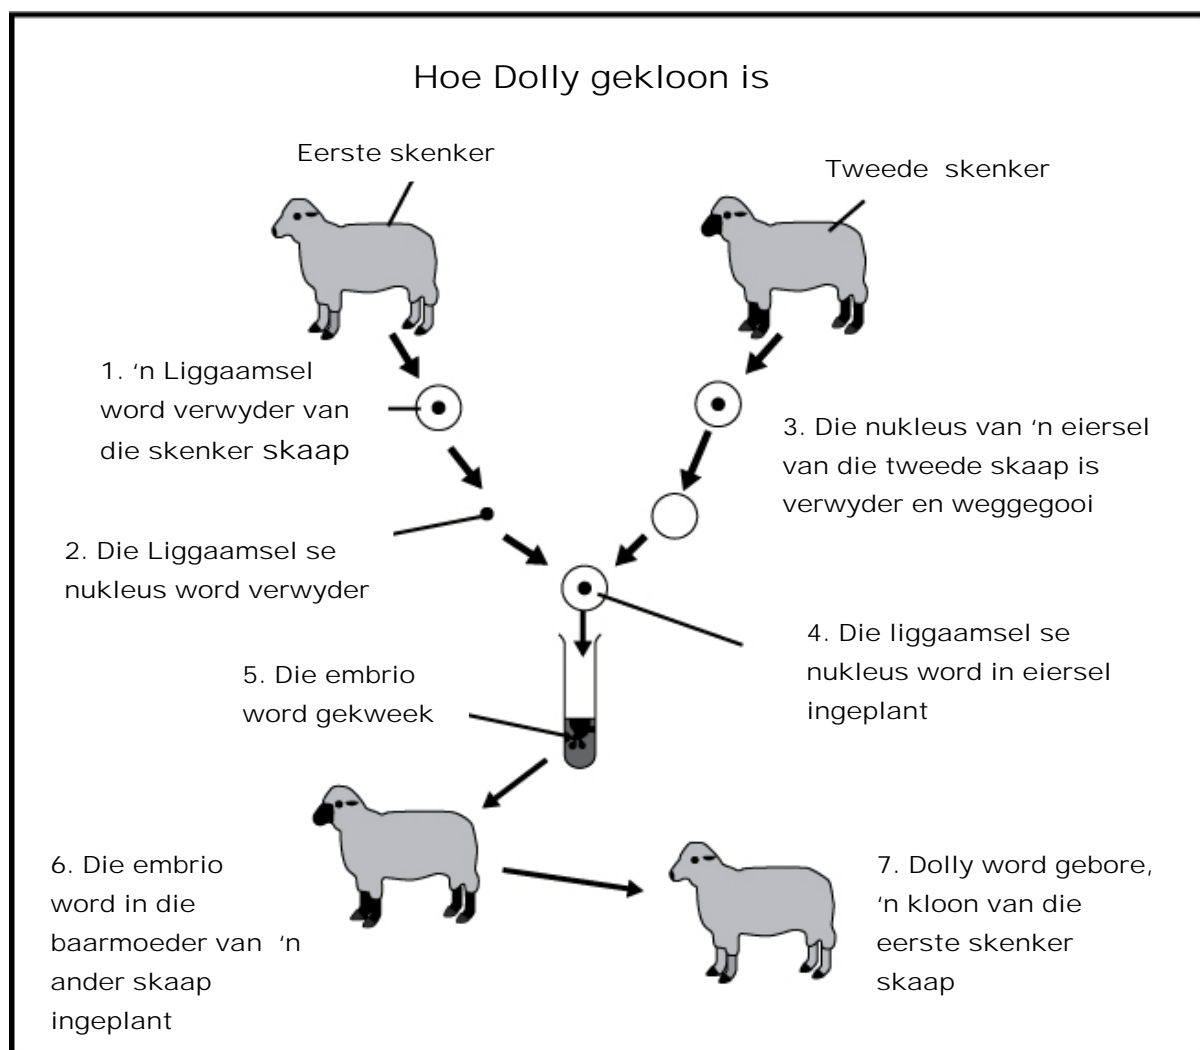 Hoe Dolly gekloon is
Eerste skenker
Tweede skenker
1. ‘n Liggaamsel
word verwyder van
die skenker skaap
3. Die nukleus van ‘n eiersel
van die tweede skaap is
verwyder en weggegooi
2. Die Liggaamsel se
nukleus word verwyder
4. Die liggaamsel se
nukleus word in eiersel
ingeplant
5. Die embrio
word gekweek
6. Die embrio
word in die
baarmoeder van ‘n
ander skaap
ingeplant
7. Dolly word gebore,
‘n kloon van die
eerste skenker
skaap